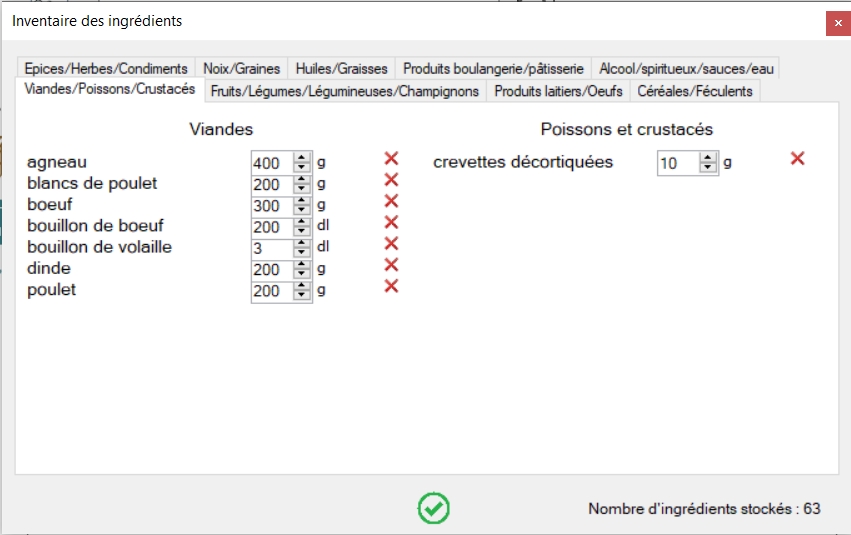 Inventaire des ingrédients
Epices/Herbes/Condiments Noix/Graines Huiles/Graisses Produits boulangerie/pâtisserie Alcool/spiritueux/sauces/eau
Viandes/Poissons/Crustacés Fruits/Légumes/Légumineuses/Champignons Produits laitiers/Oeufs Céréales/Féculents
Viandes Poissons et crustacés
agneau 400 g crevettes décortiquées 10 g
blancs de poulet 200 g
boeuf 300 g
bouillon de boeuf 200 dl
bouillon de volaille 3 dl
dinde 200 g
poulet 200 g
Nombre d'ingrédients stockés : 63